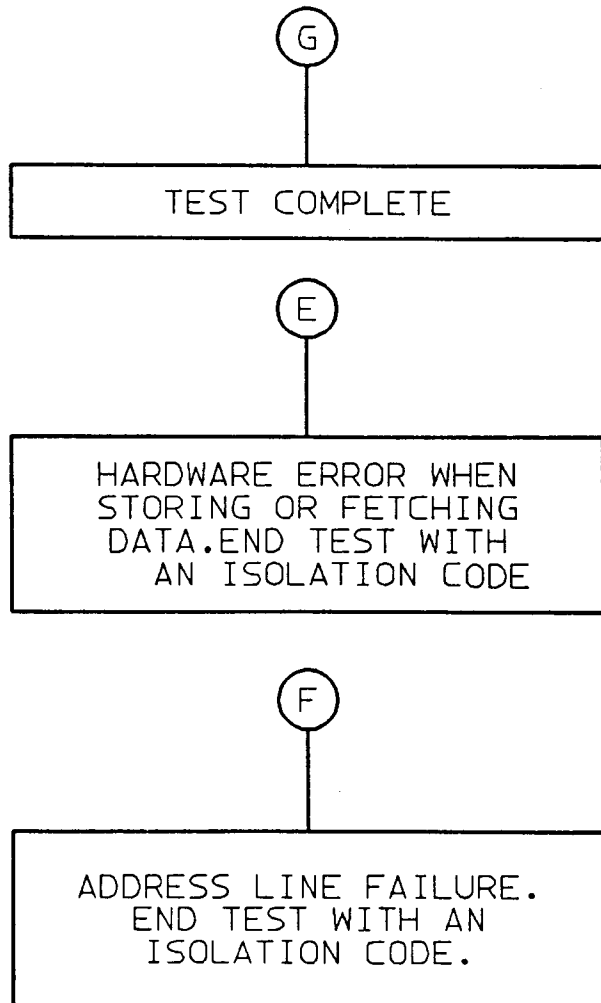 G
TEST COMPLETE
E
HARDWARE ERROR WHEN
STORING OR FETCHING
DATA.END TEST WITH
AN ISOLATION CODE
F
ADDRESS LINE FAILURE.
END TEST WITH AN
ISOLATION CODE.